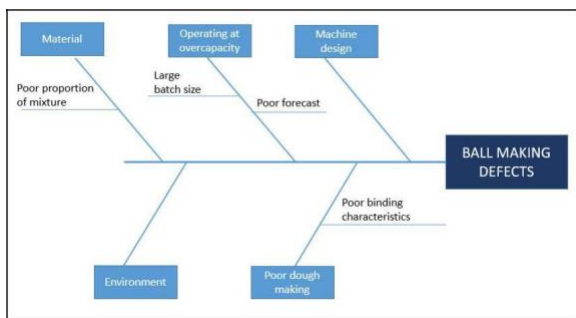 Material
Operating at
overcapacity
Machine
design
Large
batch size
Poor proportion
of mixture
Poor forecast
BALL MAKING
DEFECTS
Poor binding
characteristics
Environment
Poor dough
making